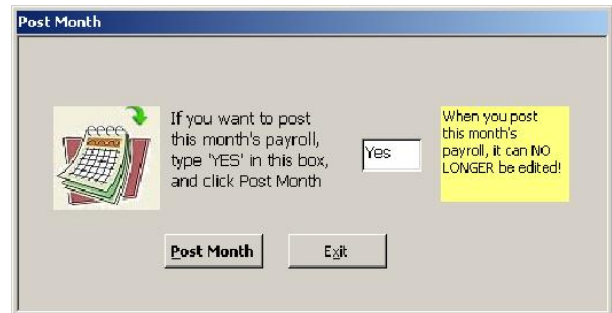 Post Month
If you want to post
this month's payroll,
type 'YES' in this box,
and click Post Month
Yes
When you post
this month's
payroll, it can NO
LONGER be edited!
Post Month
Exit